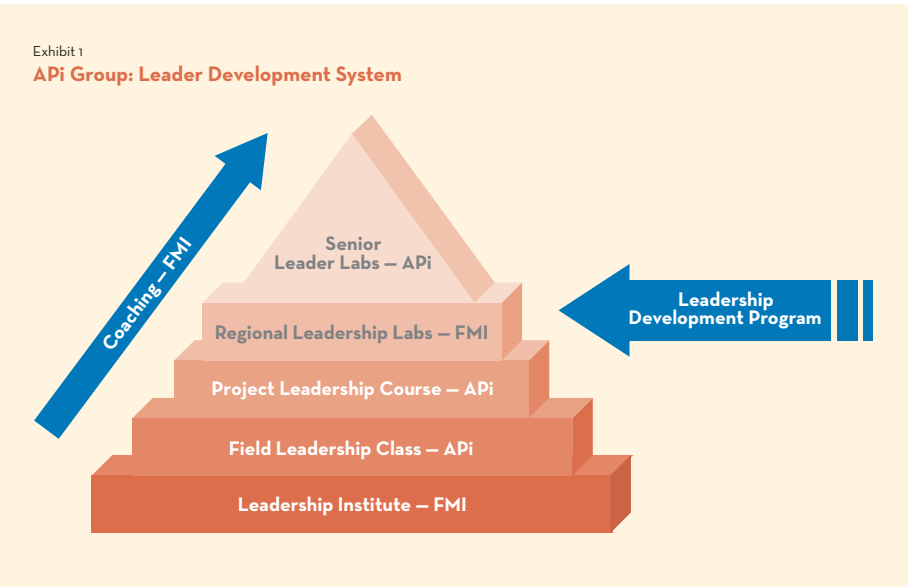 Exhibit 1
APi Group: Leader Development System
Senior
Leader Labs — APi
Coaching — FMI
Leadership
Development Program
Regional Leadership Labs — FMI
Project Leadership Course — APi
Field Leadership Class — APi
Leadership Institute — FMI